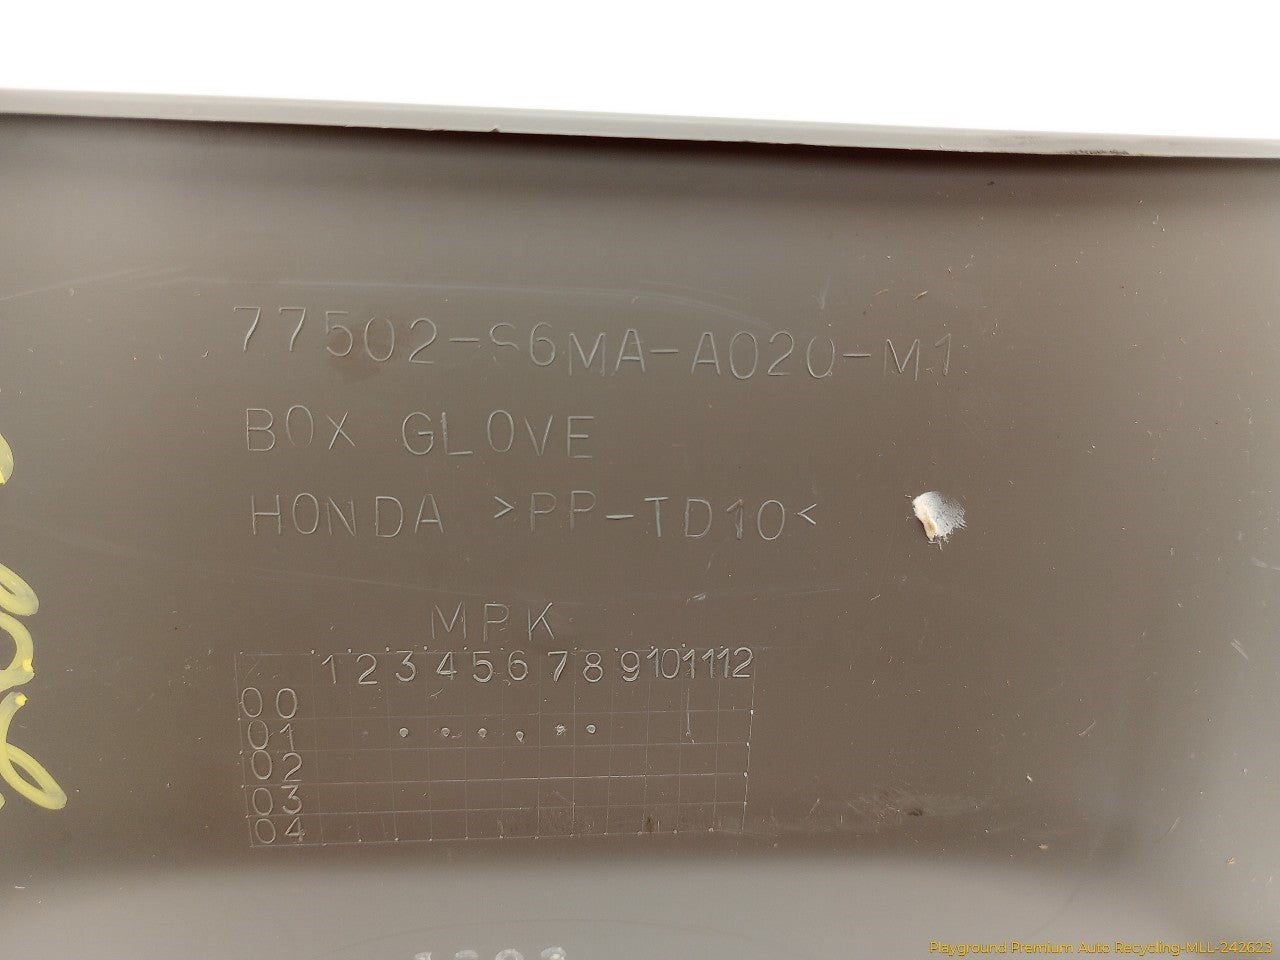 77502-S6MA-A020-M1
BOX GLOVE
HONDA >PP-TD10<
MPK
1 2 3 4 5 6 7 8 9 10 11 12
00
01
02
03
04
Playground Premium Auto Recycling-MLL-242623